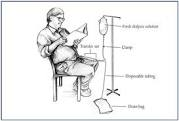 Fresh dialysis solution
Transfer set
Clamp
Disposable tubing
Drain bag